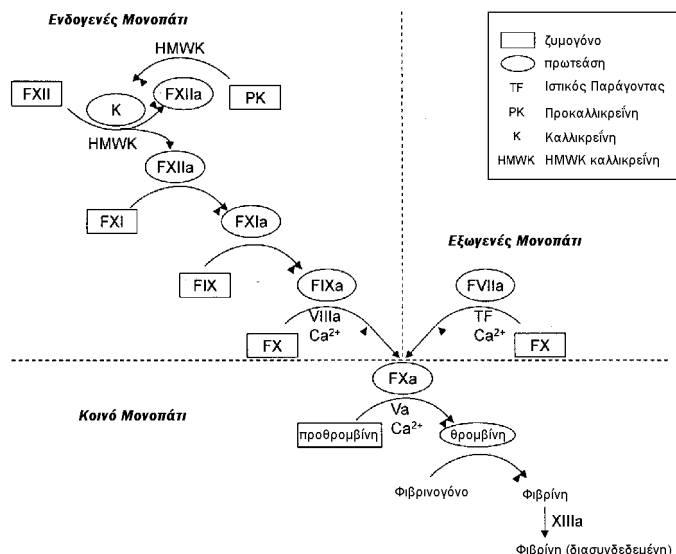 Ενδογενές Μονοπάτι
HMWK
FXII
K
FXIIa
PK
HMWK
FXIIa
FXI
FXIa
FIX
FIXa
VIIIa
Ca2+
FX
ζυμογόνο
πρωτεάση
TF Ιστικός Παράγοντας
PK Προκαλλικρεΐνη
K Καλλικρεΐνη
HMWK HMWK καλλικρεΐνη
Εξωγενές Μονοπάτι
FVIIa
TF
Ca2+
FX
Κοινό Μονοπάτι
FXa
Va
Ca2+
προθρομβίνη
θρομβίνη
Φιβρινογόνο
Φιβρίνη
XIIIa
Φιβρίνη (διασυνδεδεμένη)